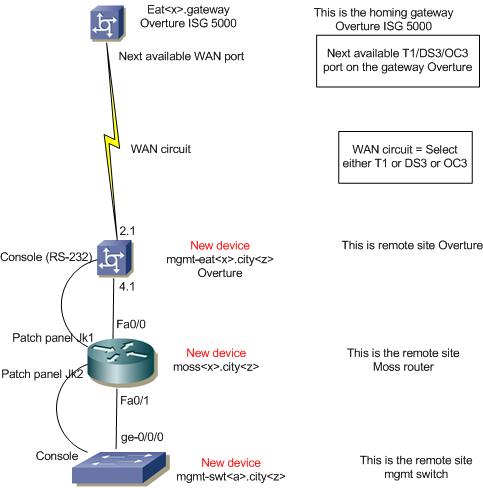 Eat<x>.gateway
Overture ISG 5000
This is the homing gateway
Overture ISG 5000
Next available WAN port
Next available T1/DS3/OC3
port on the gateway Overture
WAN circuit
WAN circuit = Select
either T1 or DS3 or OC3
2.1
Console (RS-232)
New device
mgmt-eat<x>.city<z>
Overture
This is remote site Overture
4.1
Fa0/0
Patch panel Jk1
Patch panel Jk2
New device
moss<x>.city<z>
This is the remote site
Moss router
Fa0/1
ge-0/0/0
Console
New device
mgmt-swt<a>.city<z>
This is the remote site
mgmt switch